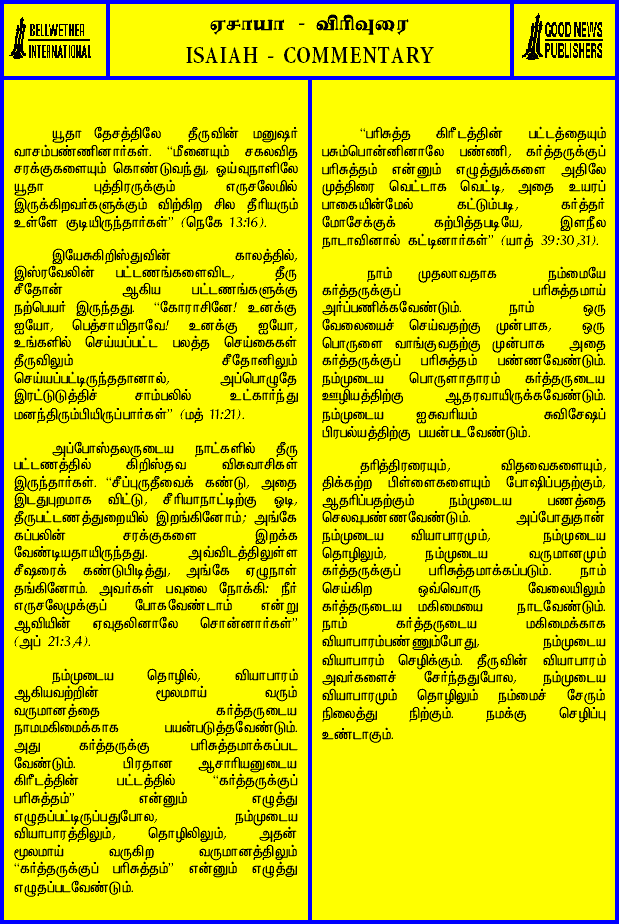 BELLWETHER
INTERNATIONAL
ஏசாயா - விரிவுரை
ISAIAH - COMMENTARY
GOOD NEWS
PUBLISHERS
யூதா தேசத்திலே தீருவின் மனுஷர்
வாசம்பண்ணினார்கள். “மீனையும் சகலவித
சரக்குகளையும் கொண்டுவந்து, ஓய்வுநாளிலே
யூதா புத்திரருக்கும் எருசலேமில்
இருக்கிறவர்களுக்கும் விற்கிற சில தீரியரும்
உள்ளே குடியிருந்தார்கள்” (நெகே 13:16).
இயேசுகிறிஸ்துவின் காலத்தில்,
இஸ்ரவேலின் பட்டணங்களைவிட, தீரு
சீதோன் ஆகிய பட்டணங்களுக்கு
நற்பெயர் இருந்தது. “கோராசினே! உனக்கு
ஐயோ, பெத்சாயிதாவே! உனக்கு ஐயோ,
உங்களில் செய்யப்பட்ட பலத்த செய்கைகள்
தீருவிலும் சீதோனிலும்
செய்யப்பட்டிருந்ததானால், அப்பொழுதே
இரட்டுடுத்திச் சாம்பலில் உட்கார்ந்து
மனந்திரும்பியிருப்பார்கள்” (மத் 11:21).
அப்போஸ்தலருடைய நாட்களில் தீரு
பட்டணத்தில் கிறிஸ்தவ விசுவாசிகள்
இருந்தார்கள். “சீப்புருதீவைக் கண்டு, அதை
இடதுபுறமாக விட்டு, சீரியாநாட்டிற்கு ஓடி,
தீருபட்டணத்துறையில் இறங்கினோம்; அங்கே
கப்பலின் சரக்குகளை இறக்க
வேண்டியதாயிருந்தது. அவ்விடத்திலுள்ள
சீஷரைக் கண்டுபிடித்து, அங்கே ஏழுநாள்
தங்கினோம். அவர்கள் பவுலை நோக்கி: நீர்
எருசலேமுக்குப் போகவேண்டாம் என்று
ஆவியின் ஏவுதலினாலே சொன்னார்கள்”
(அப் 21:3,4).
நம்முடைய தொழில், வியாபாரம்
ஆகியவற்றின் மூலமாய் வரும்
வருமானத்தை கர்த்தருடைய
நாமமகிமைக்காக பயன்படுத்தவேண்டும்.
அது கர்த்தருக்கு பரிசுத்தமாக்கப்பட
வேண்டும். பிரதான ஆசாரியனுடைய
கிரீடத்தின் பட்டத்தில் “கர்த்தருக்குப்
பரிசுத்தம்” என்னும் எழுத்து
எழுதப்பட்டிருப்பதுபோல, நம்முடைய
வியாபாரத்திலும், தொழிலிலும், அதன்
மூலமாய் வருகிற வருமானத்திலும்
“கர்த்தருக்குப் பரிசுத்தம்” என்னும் எழுத்து
எழுதப்படவேண்டும்.
“பரிசுத்த கிரீடத்தின் பட்டத்தையும்
பசும்பொன்னினாலே பண்ணி, கர்த்தருக்குப்
பரிசுத்தம் என்னும் எழுத்துக்களை அதிலே
முத்திரை வெட்டாக வெட்டி, அதை உயரப்
பாகையின்மேல் கட்டும்படி, கர்த்தர்
மோசேக்குக் கற்பித்தபடியே, இளநீல
நாடாவினால் கட்டினார்கள்” (யாத் 39:30,31).
நாம் முதலாவதாக நம்மையே
கர்த்தருக்குப் பரிசுத்தமாய்
அர்ப்பணிக்கவேண்டும். நாம் ஒரு
வேலையைச் செய்வதற்கு முன்பாக, ஒரு
பொருளை வாங்குவதற்கு முன்பாக அதை
கர்த்தருக்குப் பரிசுத்தம் பண்ணவேண்டும்.
நம்முடைய பொருளாதாரம் கர்த்தருடைய
ஊழியத்திற்கு ஆதரவாயிருக்கவேண்டும்.
நம்முடைய ஐசுவரியம் சுவிசேஷப்
பிரபல்யத்திற்கு பயன்படவேண்டும்.
தரித்திரரையும், விதவைகளையும்,
திக்கற்ற பிள்ளைகளையும் போஷிப்பதற்கும்,
ஆதரிப்பதற்கும் நம்முடைய பணத்தை
செலவுபண்ணவேண்டும். அப்போதுதான்
நம்முடைய வியாபாரமும், நம்முடைய
தொழிலும், நம்முடைய வருமானமும்
கர்த்தருக்குப் பரிசுத்தமாக்கப்படும். நாம்
செய்கிற ஒவ்வொரு வேலையிலும்
கர்த்தருடைய மகிமையை நாடவேண்டும்.
நாம் கர்த்தருடைய மகிமைக்காக
வியாபாரம்பண்ணும்போது, நம்முடைய
வியாபாரம் செழிக்கும். தீருவின் வியாபாரம்
அவர்களைச் சேர்ந்ததுபோல, நம்முடைய
வியாபாரமும் தொழிலும் நம்மைச் சேரும்
நிலைத்து நிற்கும். நமக்கு செழிப்பு
உண்டாகும்.